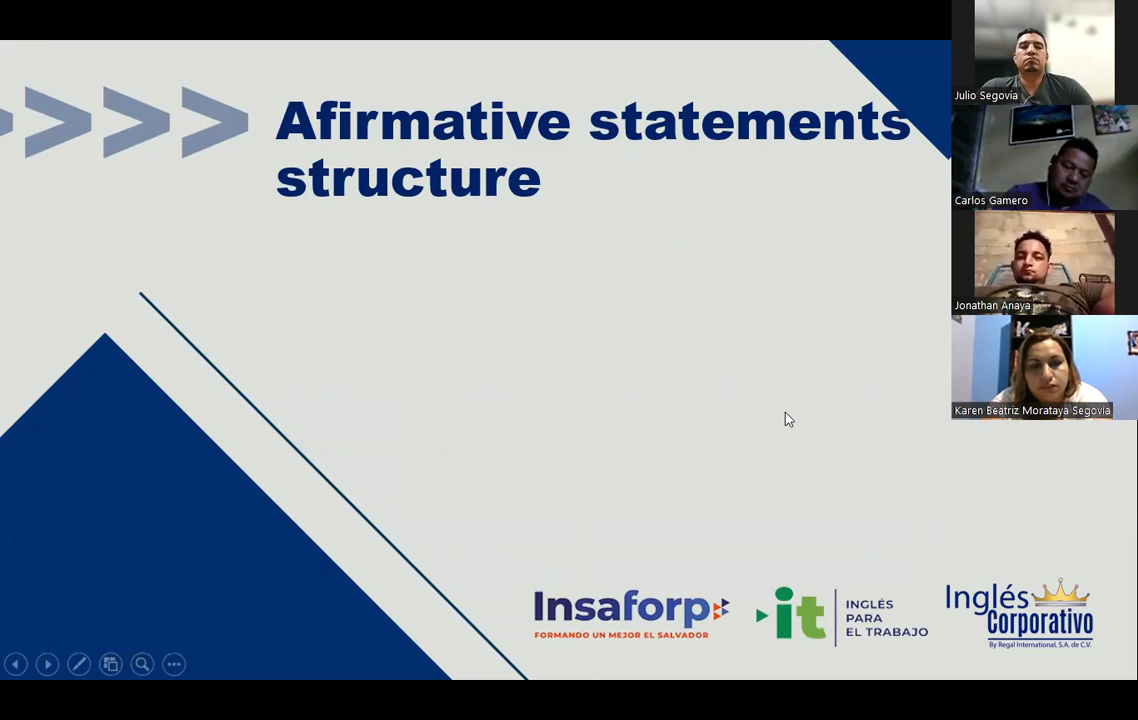 >>>>
Afirmative statements
structure
Julio Segovia
Carlos Gamero
Jonathan Anaya
Karen Beatriz Morataya Segovia
Insaforp
FORMANDO UN MEJOR EL SALVADOR
it
INGLÉS
PARA
EL TRABAJO
Inglés
Corporativo
By Regal International, S.A. de C.V.